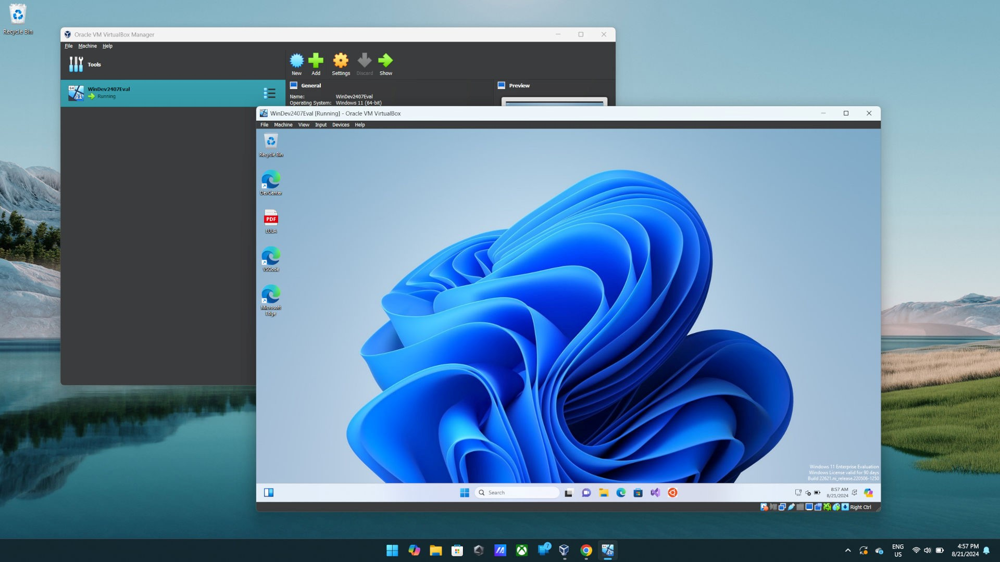 Recycle Bin
Oracle VM VirtualBox Manager
File Machine Help
Tools
New Add Settings Discard Show
64
11
WinDev2407Eval
Running
General
Name: WinDev2407Eval
Operating System: Windows 11 (64-bit)
Preview
WinDev2407Eval [Running] - Oracle VM VirtualBox
File Machine View Input Devices Help
Recycle Bin
DevCenter
PDF
EULA
VSCode
Microsoft
Edge
Windows 11 Enterprise Evaluation
Windows License valid for 90 days
Build 22621.ni_release.220506-1250
Search
8:57 AM
8/21/2024
Right Ctrl
7
ENG
US
4:57 PM
8/21/2024